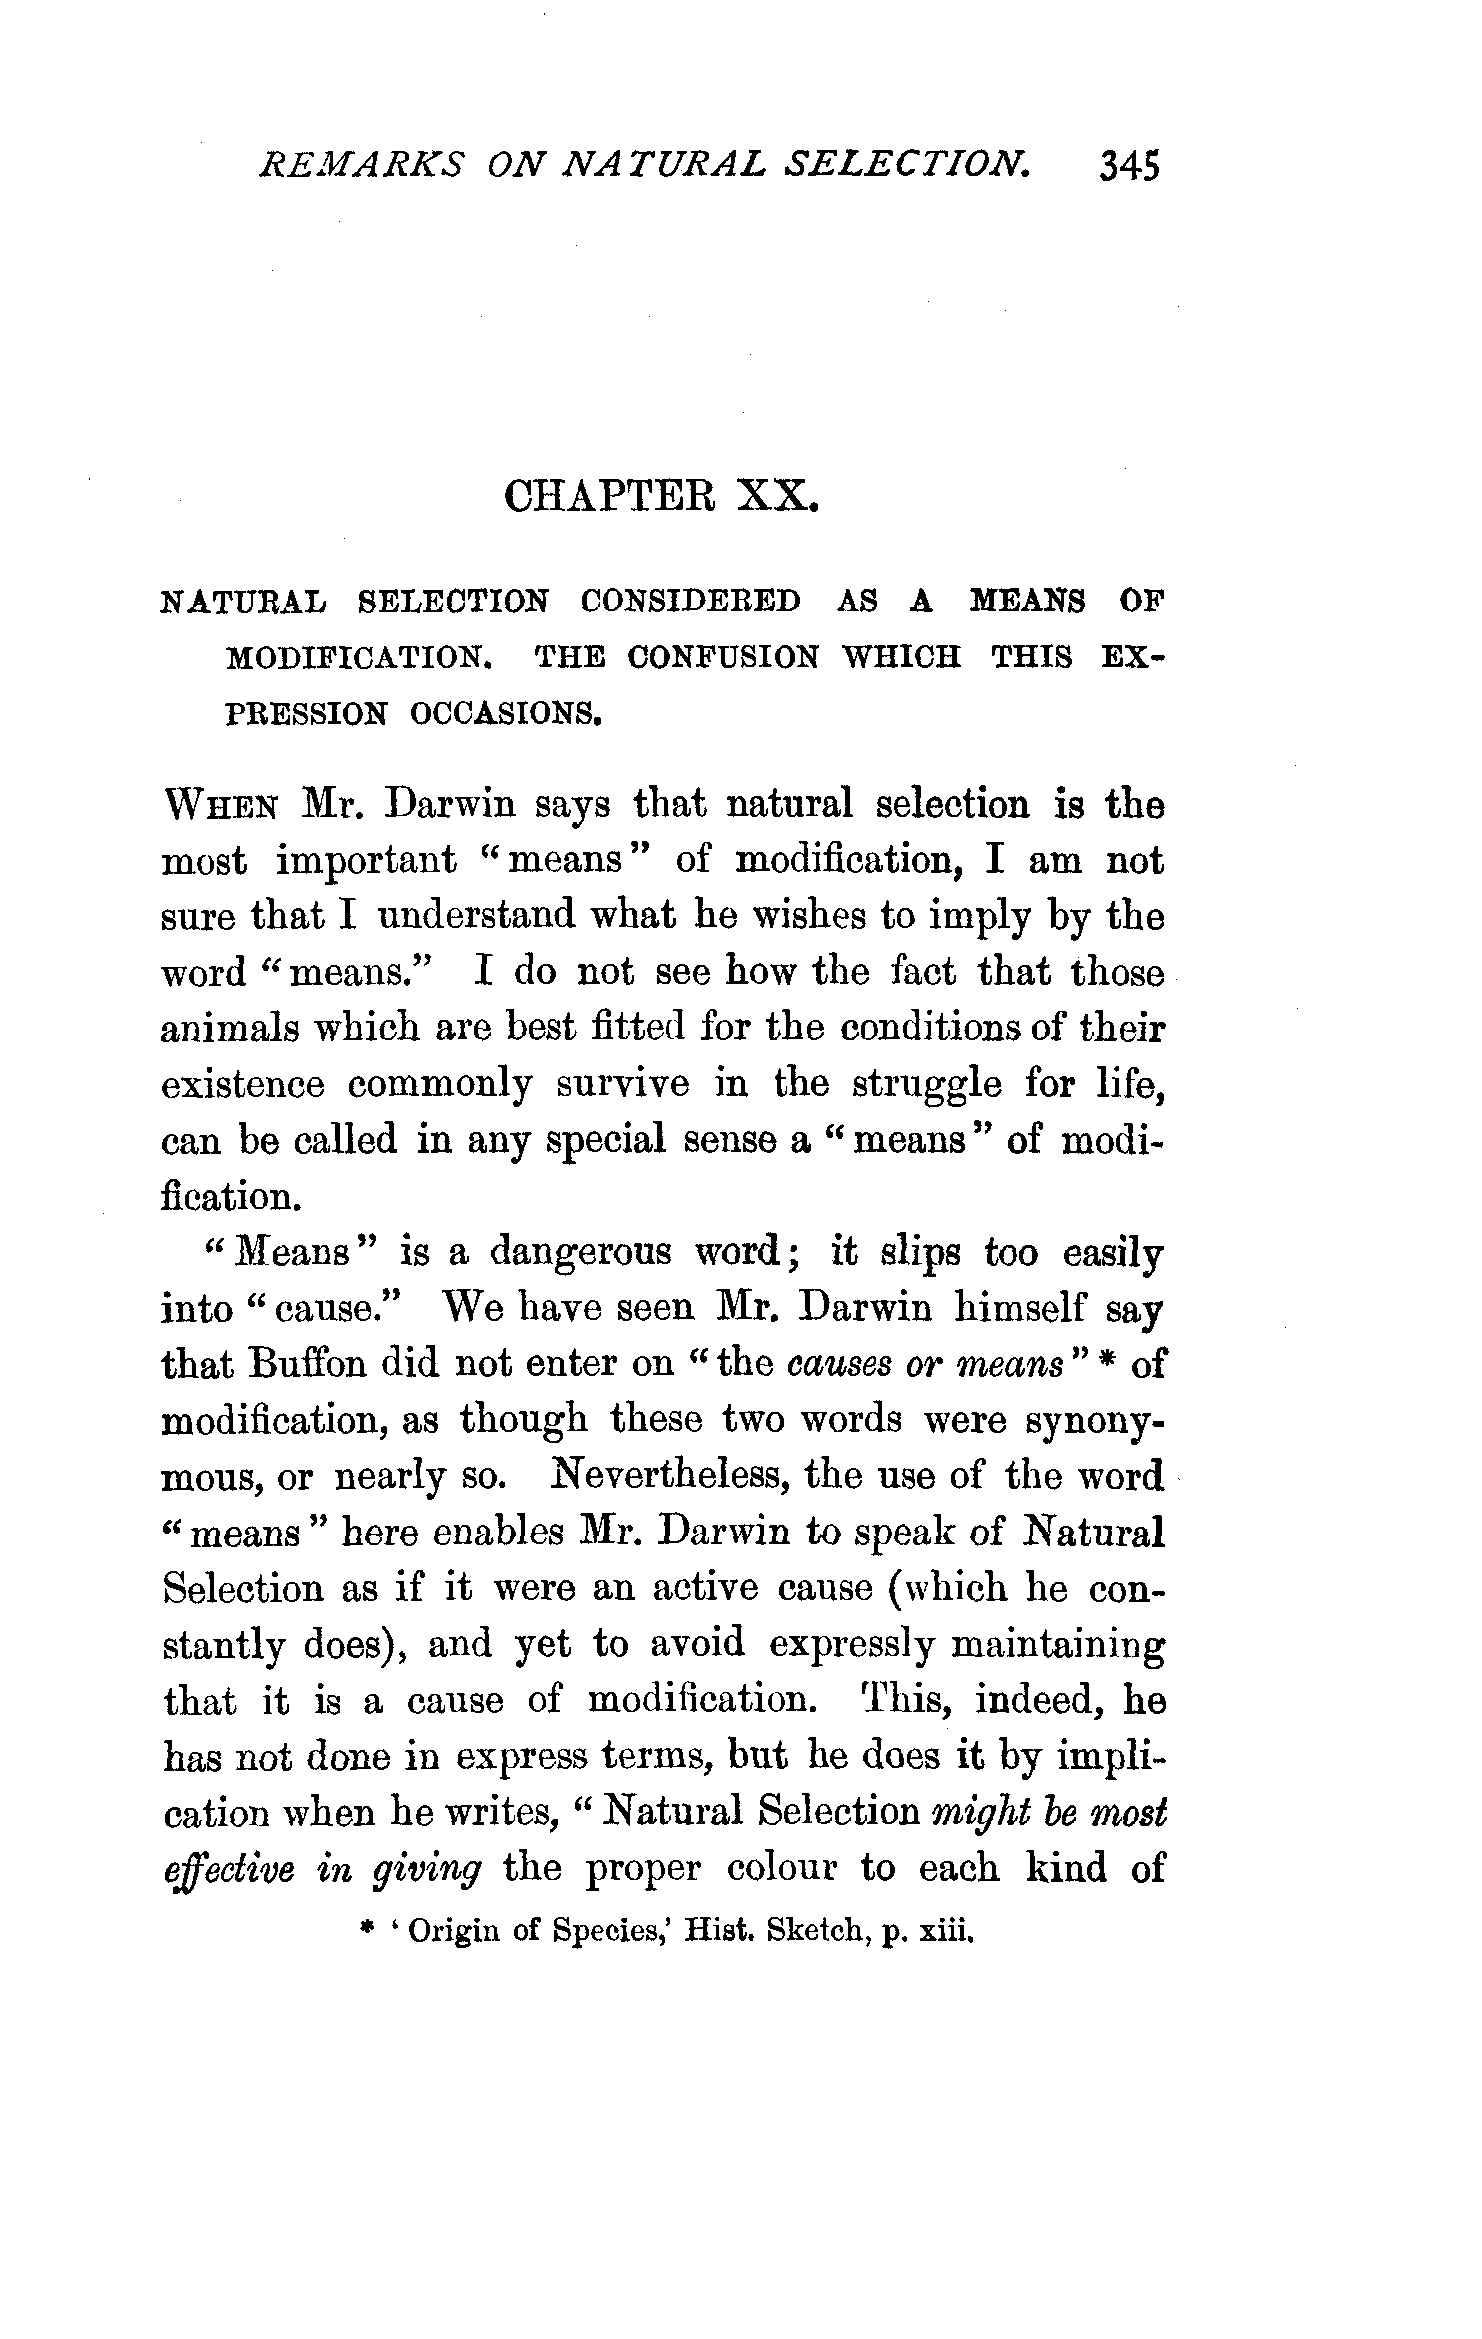 REMARKS ON NATURAL SELECTION. 345
CHAPTER XX.
NATURAL SELECTION CONSIDERED AS A MEANS OF
MODIFICATION. THE CONFUSION WHICH THIS EX-
PRESSION OCCASIONS.
WHEN Mr. Darwin says that natural selection is the
most important "means" of modification, I am not
sure that I understand what he wishes to imply by the
word "means." I do not see how the fact that those
animals which are best fitted for the conditions of their
existence commonly survive in the struggle for life,
can be called in any special sense a "means" of modi-
fication.
"Means" is a dangerous word; it slips too easily
into "cause." We have seen Mr. Darwin himself say
that Buffon did not enter on "the causes or means" * of
modification, as though these two words were synony-
mous, or nearly so. Nevertheless, the use of the word
"means" here enables Mr. Darwin to speak of Natural
Selection as if it were an active cause (which he con-
stantly does), and yet to avoid expressly maintaining
that it is a cause of modification. This, indeed, he
has not done in express terms, but he does it by impli-
cation when he writes, "Natural Selection might be most
effective in giving the proper colour to each kind of
* 'Origin of Species,' Hist. Sketch, p. xiii.